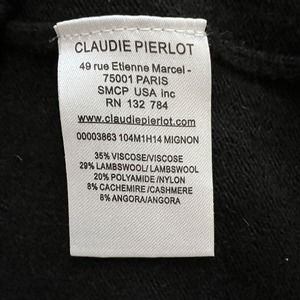 CLAUDIE PIERLOT
49 rue Etienne Marcel -
75001 PARIS
SMCP USA inc
RN 132 784
www.claudiepierlot.com
00003863 104M1H14 MIGNON
35% VISCOSE/VISCOSE
29% LAMBSWOOL/ LAMBSWOOL
20% POLYAMIDE /NYLON
8% CACHEMIRE /CASHMERE
8% ANGORA/ANGORA